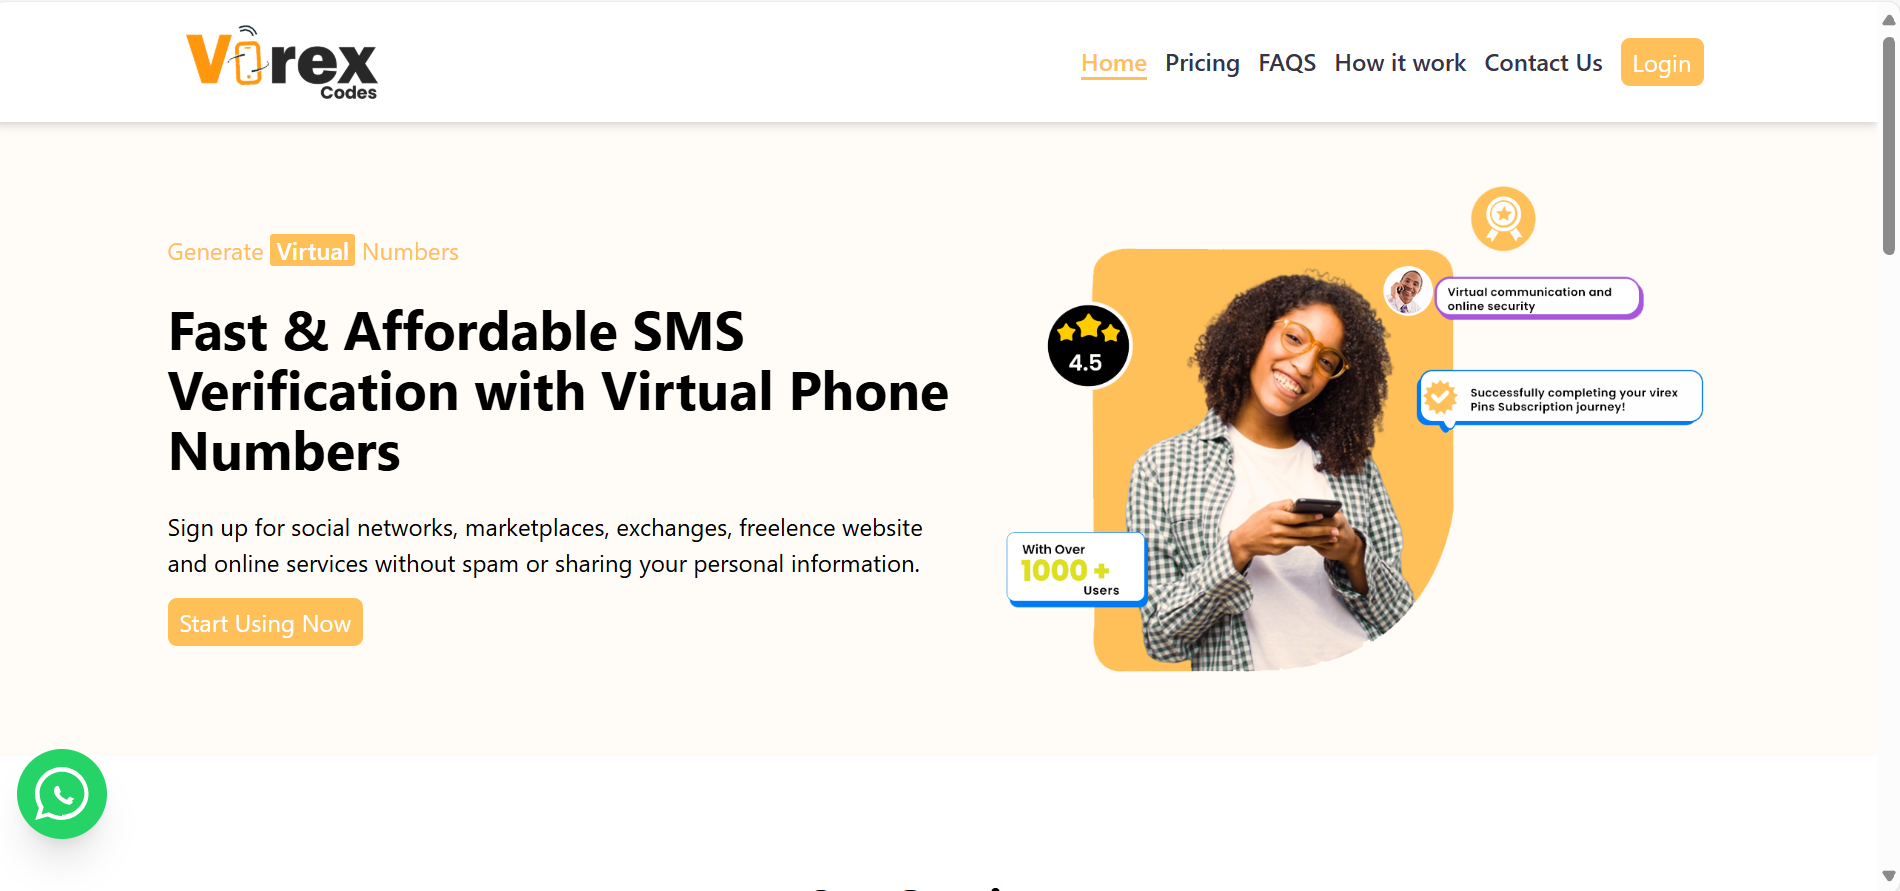 Virex
Codes
Home Pricing FAQS How it work Contact Us Login
Generate Virtual Numbers
Fast & Affordable SMS
Verification with Virtual Phone
Numbers
Sign up for social networks, marketplaces, exchanges, freelence website
and online services without spam or sharing your personal information.
Start Using Now
Virtual communication and
online security
4.5
Successfully completing your virex
Pins Subscription journey!
With Over
1000 +
Users